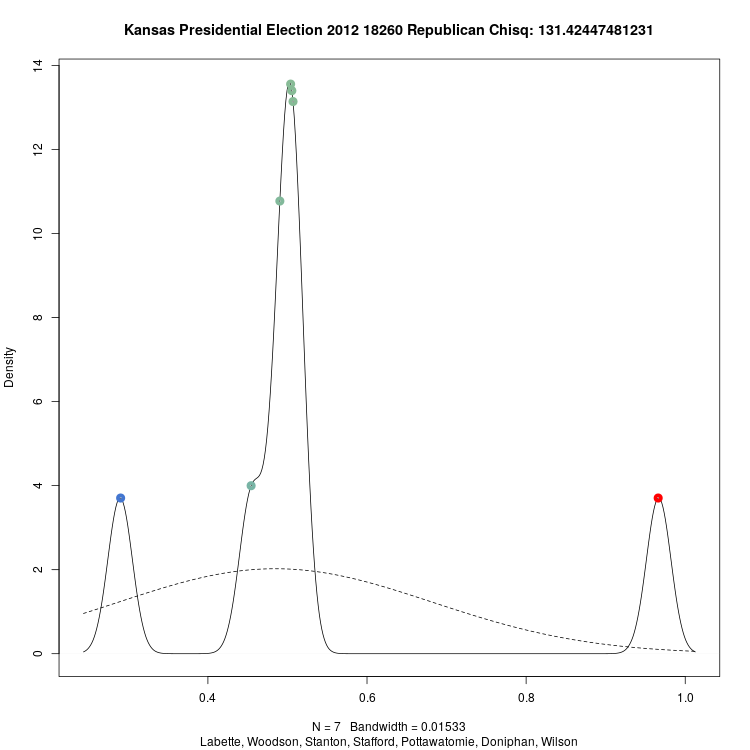 Kansas Presidential Election 2012 18260 Republican Chisq: 131.42447481231
14
12
10
8
6
4
2
0
Density
0.4 0.6 0.8 1.0
N = 7 Bandwidth = 0.01533
Labette, Woodson, Stanton, Stafford, Pottawatomie, Doniphan, Wilson